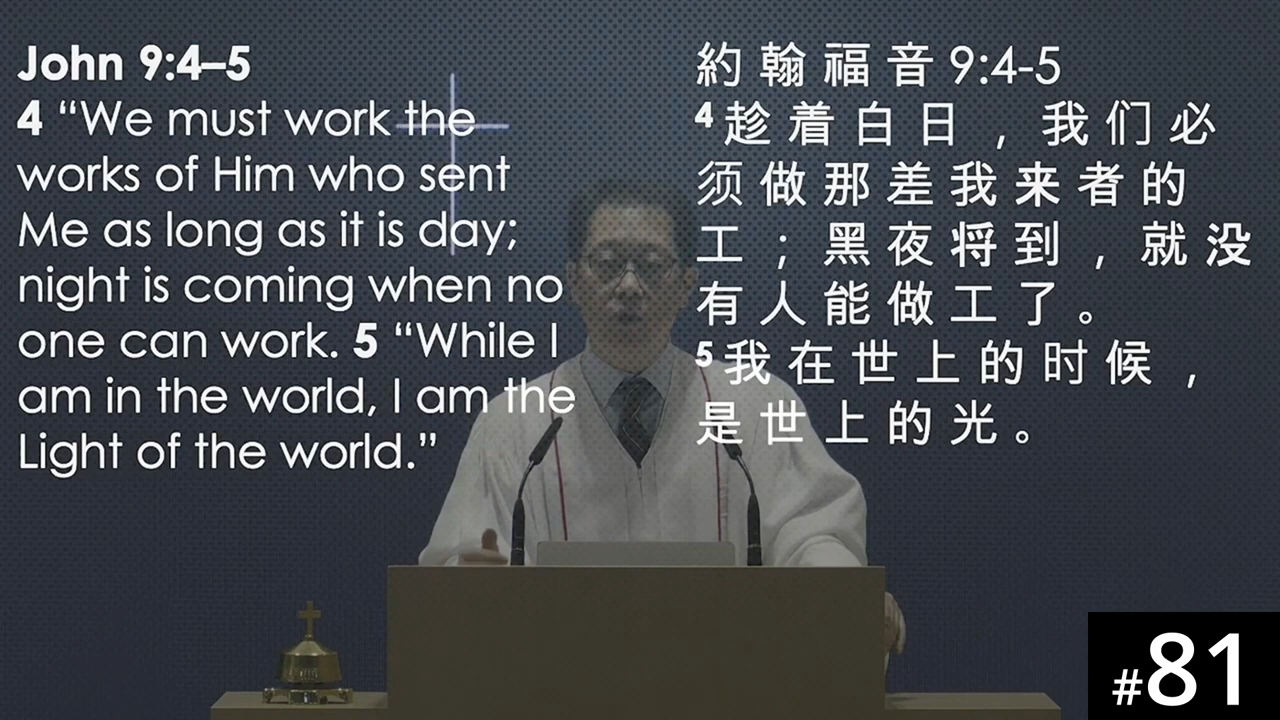 John 9:4–5
4 “We must work the
works of Him who sent
Me as long as it is day;
night is coming when no
one can work. 5 “While I
am in the world, I am the
Light of the world.”
約翰福音 9:4-5
4 趁着白日，我们必
须做那差我来者的
工；黑夜将到，就没
有人能做工了。
5 我在世上的时候，
是世上的光。
#81